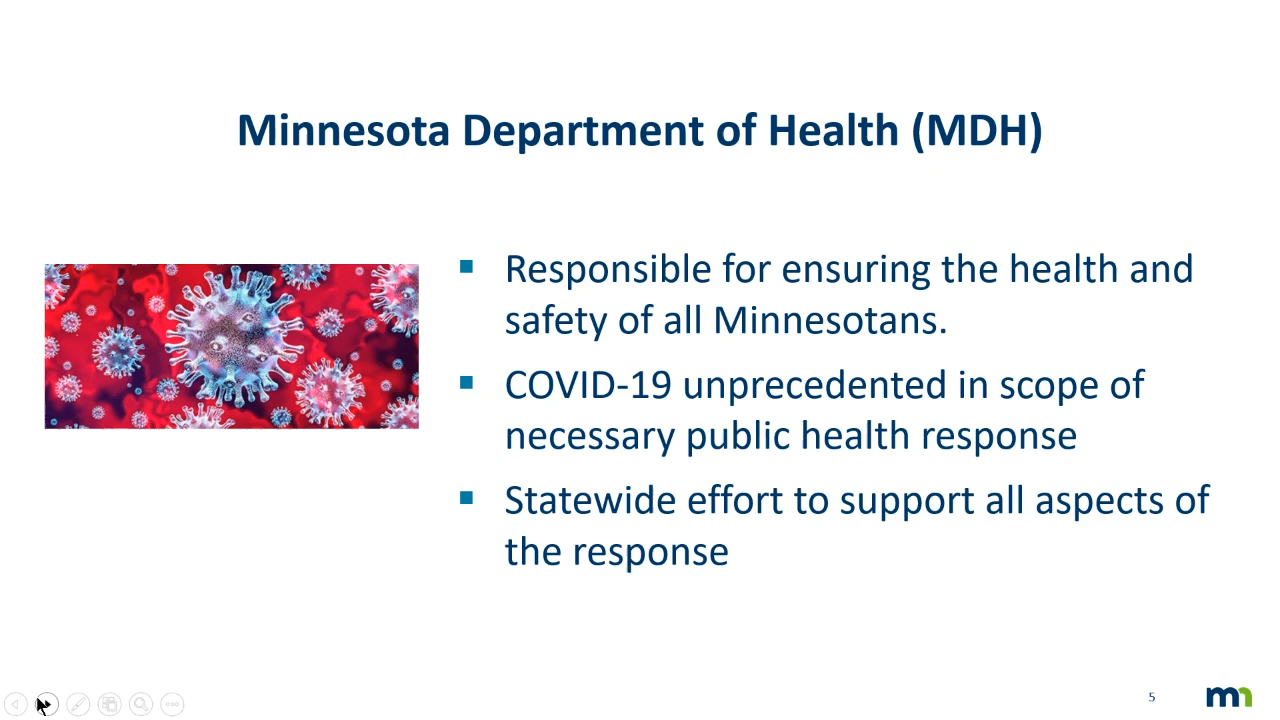 Minnesota Department of Health (MDH)
▪ Responsible for ensuring the health and
safety of all Minnesotans.
▪ COVID-19 unprecedented in scope of
necessary public health response
▪ Statewide effort to support all aspects of
the response
5
mn